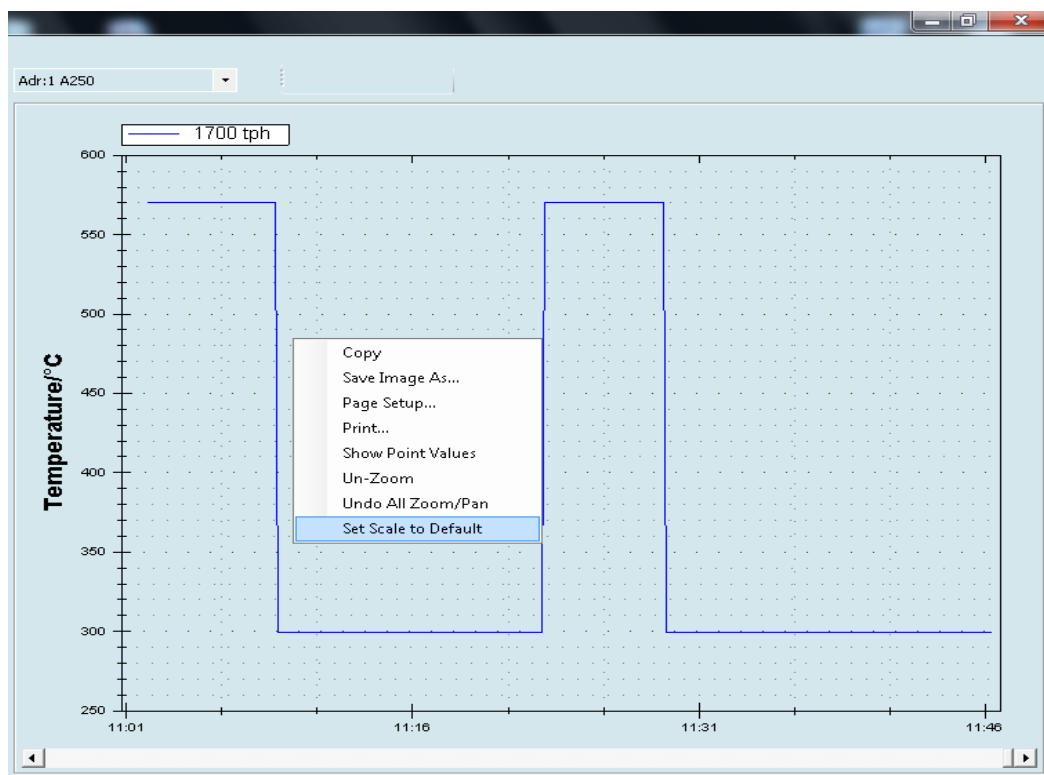 Adr:1 A250
1700 tph
600
550
500
450
400
350
300
250
Temperature/°C
Copy
Save Image As...
Page Setup...
Print...
Show Point Values
Un-Zoom
Undo All Zoom/Pan
Set Scale to Default
11:01 11:16 11:31 11:46